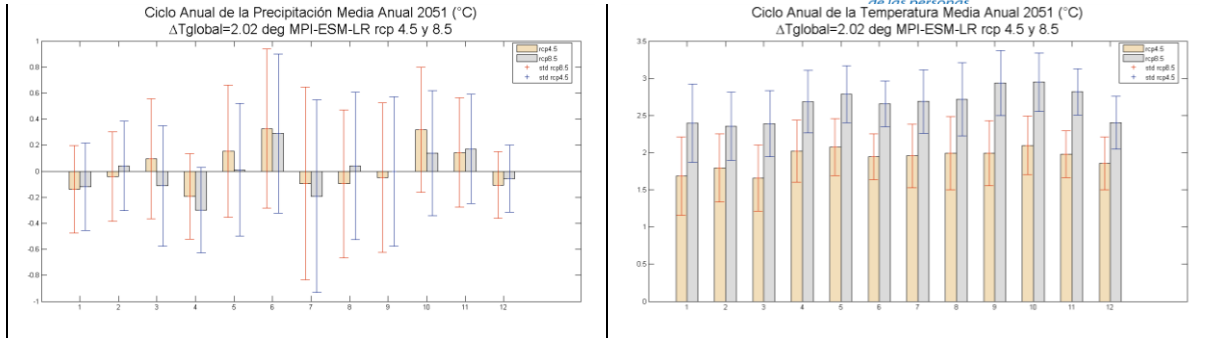 de las personas
Ciclo Anual de la Precipitación Media Anual 2051 (°C)
ΔTglobal=2.02 deg MPI-ESM-LR rcp 4.5 y 8.5
1
0.8
0.6
0.4
0.2
0
-0.2
-0.4
-0.6
-0.8
-1
1 2 3 4 5 6 7 8 9 10 11 12
rcp4.5
rcp8.5
std rcp8.5
std rcp4.5
Ciclo Anual de la Temperatura Media Anual 2051 (°C)
ΔTglobal=2.02 deg MPI-ESM-LR rcp 4.5 y 8.5
3.5
3
2.5
2
1.5
1
0.5
0
1 2 3 4 5 6 7 8 9 10 11 12
rcp4.5
rcp8.5
std rcp8.5
std rcp4.5